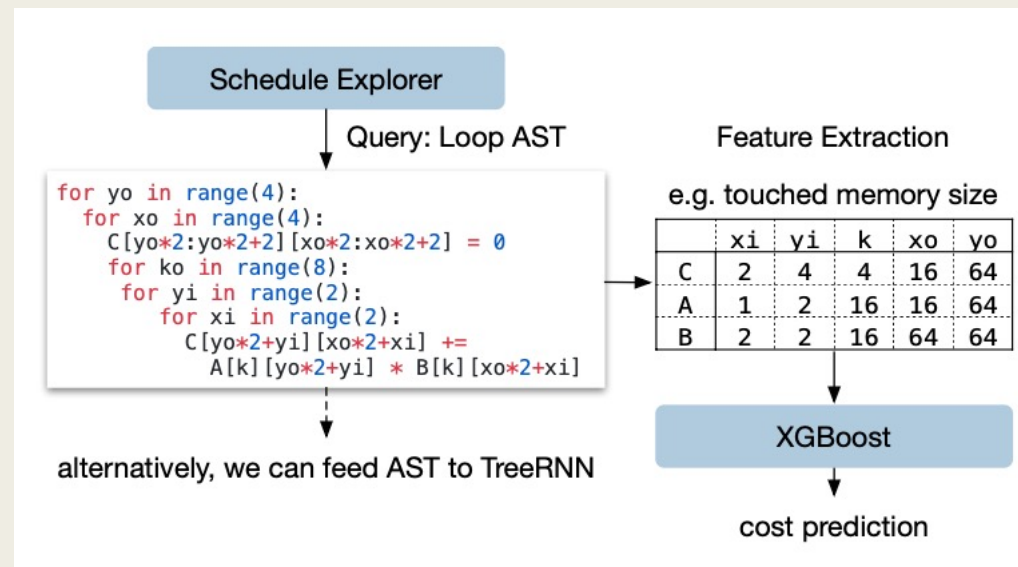 Schedule Explorer
Query: Loop AST
for yo in range(4):
  for xo in range(4):
    C[yo*2:yo*2+2][xo*2:xo*2+2] = 0
    for ko in range(8):
     for yi in range(2):
        for xi in range(2):
          C[yo*2+yi][xo*2+xi] +=
            A[k][yo*2+yi] * B[k][xo*2+xi]
alternatively, we can feed AST to TreeRNN
Feature Extraction
e.g. touched memory size
xi yi k xo yo
C 2 4 4 16 64
A 1 2 16 16 64
B 2 2 16 64 64
XGBoost
cost prediction